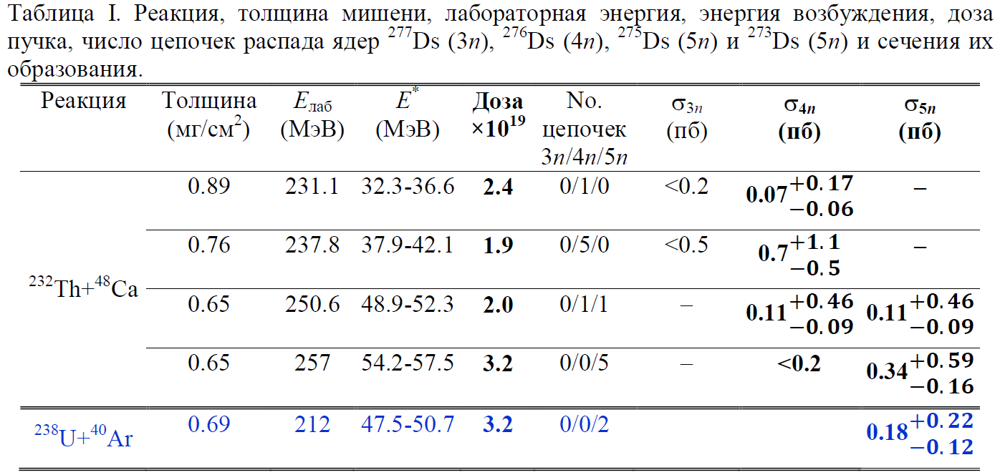 Таблица I. Реакция, толщина мишени, лабораторная энергия, энергия возбуждения, доза
пучка, число цепочек распада ядер ²⁷⁷Ds (3n), ²⁷⁶Ds (4n), ²⁷⁵Ds (5n) и ²⁷³Ds (5n) и сечения их
образования.
Реакция Толщина (мг/см²) Eлаб (МэВ) E* (МэВ) Доза ×10¹⁹ No. цепочек 3n/4n/5n σ3n (пб) σ4n (пб) σ5n (пб)
²³²Th+⁴⁸Ca
0.89 231.1 32.3-36.6 2.4 0/1/0 <0.2 0.07 +0.17 −0.06 –
0.76 237.8 37.9-42.1 1.9 0/5/0 <0.5 0.7 +1.1 −0.5 –
0.65 250.6 48.9-52.3 2.0 0/1/1 – 0.11 +0.46 −0.09 0.11 +0.46 −0.09
0.65 257 54.2-57.5 3.2 0/0/5 – <0.2 0.34 +0.59 −0.16
²³⁸U+⁴⁰Ar 0.69 212 47.5-50.7 3.2 0/0/2 0.18 +0.22 −0.12